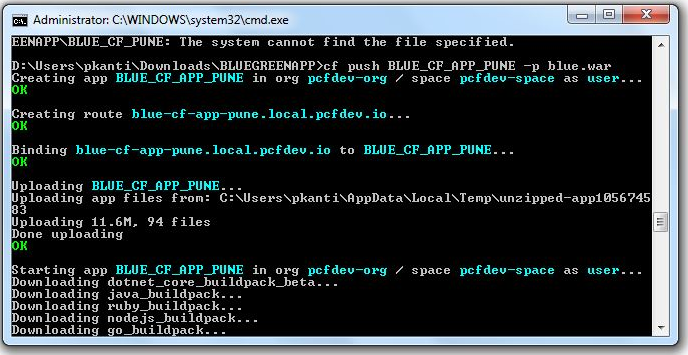 Administrator: C:\WINDOWS\system32\cmd.exe
EENAPP\BLUE_CF_PUNE: The system cannot find the file specified.
D:\Users\pkanti\Downloads\BLUEGREENAPP>cf push BLUE_CF_APP_PUNE -p blue.war
Creating app BLUE_CF_APP_PUNE in org pcfdev-org / space pcfdev-space as user...
OK
Creating route blue-cf-app-pune.local.pcfdev.io...
OK
Binding blue-cf-app-pune.local.pcfdev.io to BLUE_CF_APP_PUNE...
OK
Uploading BLUE_CF_APP_PUNE...
Uploading app files from: C:\Users\pkanti\AppData\Local\Temp\unzipped-app1056745
83
Uploading 11.6M, 94 files
Done uploading
OK
Starting app BLUE_CF_APP_PUNE in org pcfdev-org / space pcfdev-space as user...
Downloading dotnet_core_buildpack_beta...
Downloading java_buildpack...
Downloading ruby_buildpack...
Downloading nodejs_buildpack...
Downloading go_buildpack...